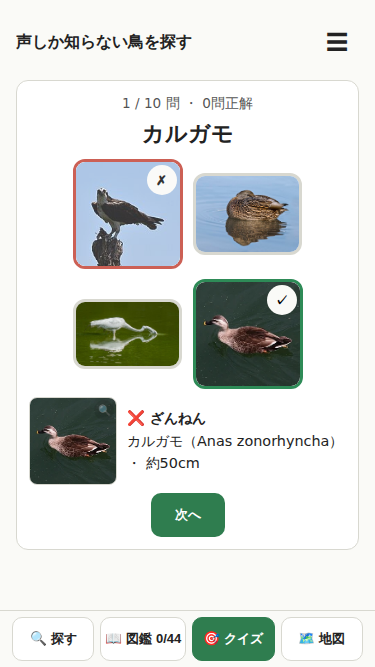 声しか知らない鳥を探す ☰
1 / 10 問 ・ 0問正解
カルガモ
✗
✓
❌ ざんねん
カルガモ（Anas zonorhyncha）
・ 約50cm
次へ
🔍 探す 📖 図鑑 0/44 🎯 クイズ 🗺️ 地図